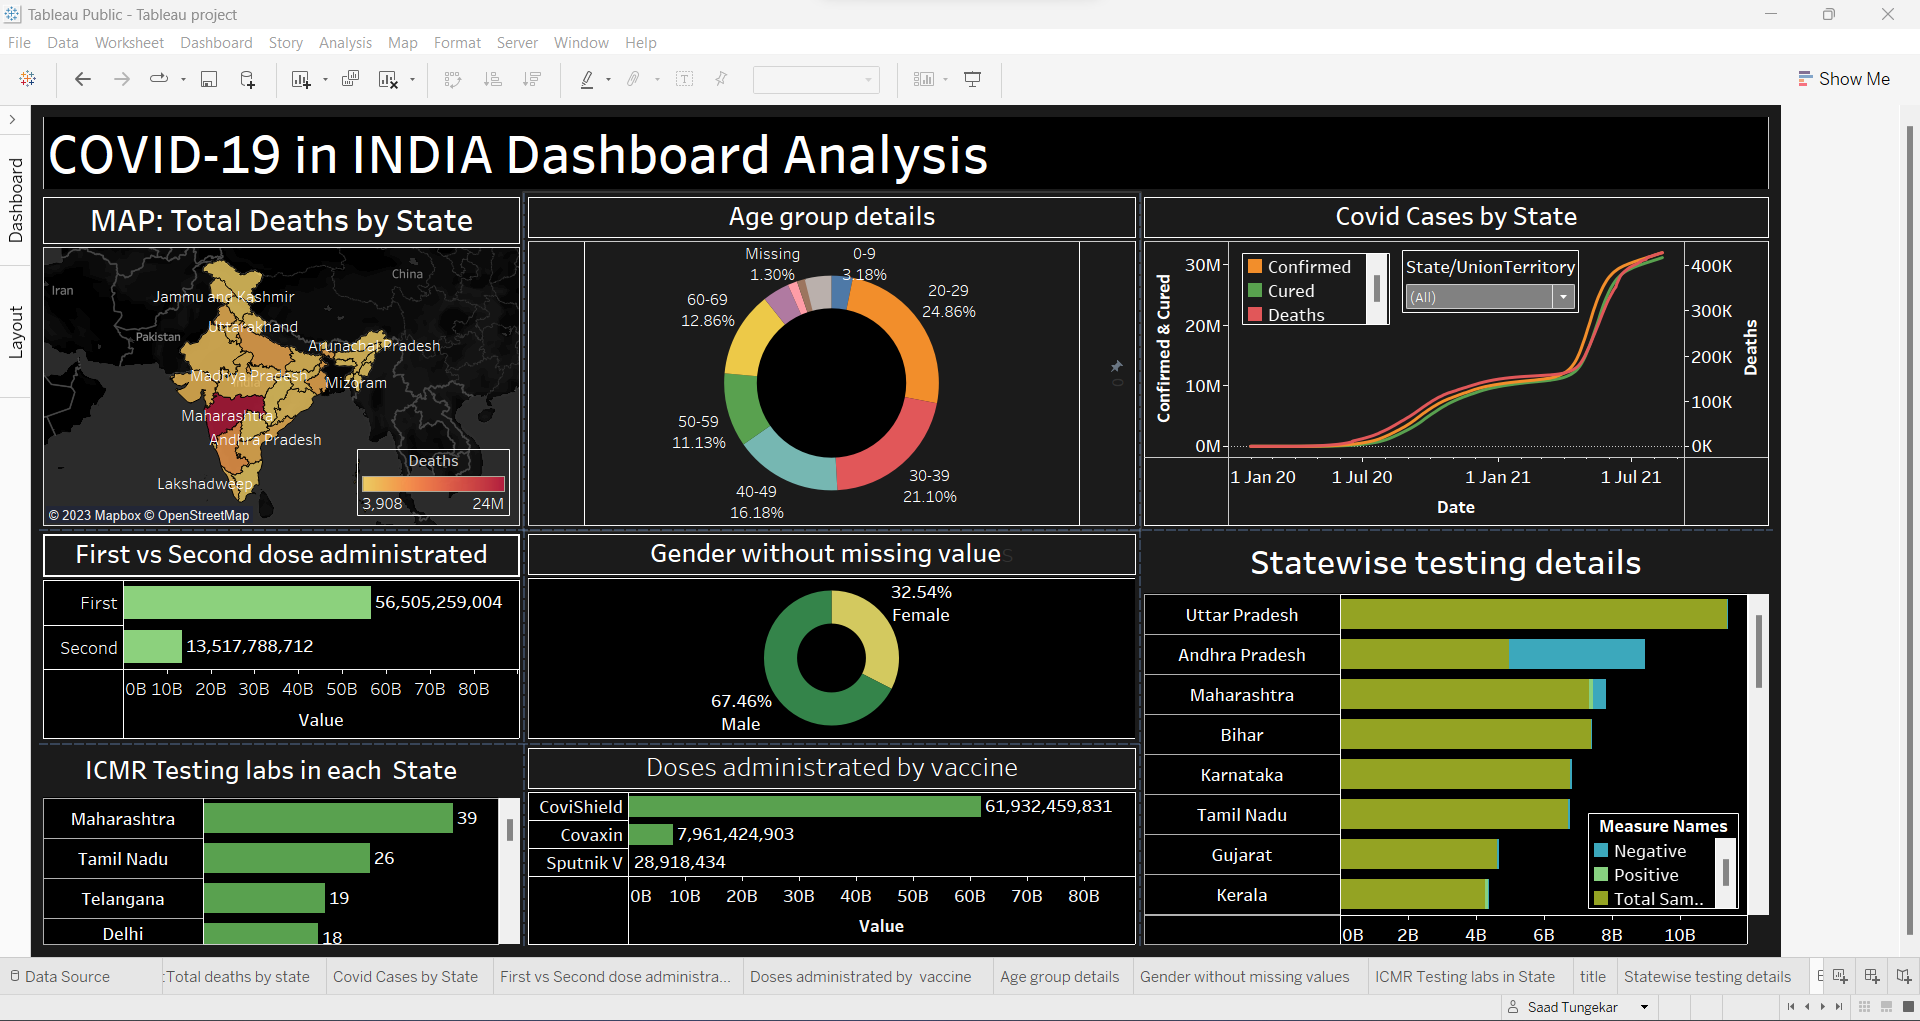 Tableau Public - Tableau project
File Data Worksheet Dashboard Story Analysis Map Format Server Window Help
Show Me
Dashboard
Layout
COVID-19 in INDIA Dashboard Analysis
MAP: Total Deaths by State
Iran
China
Pakistan
India
Jammu and Kashmir
Uttarakhand
Arunachal Pradesh
Madhya Pradesh
Mizoram
Maharashtra
Andhra Pradesh
Lakshadweep
Deaths
3,908 24M
© 2023 Mapbox © OpenStreetMap
Age group details
Missing
1.30%
0-9
3.18%
20-29
24.86%
60-69
12.86%
50-59
11.13%
40-49
16.18%
30-39
21.10%
0
Covid Cases by State
Confirmed & Cured
30M
20M
10M
0M
Confirmed
Cured
Deaths
State/UnionTerritory
(All)
400K
300K
200K
100K
0K
Deaths
1 Jan 20 1 Jul 20 1 Jan 21 1 Jul 21
Date
First vs Second dose administrated
First 56,505,259,004
Second 13,517,788,712
0B 10B 20B 30B 40B 50B 60B 70B 80B
Value
Gender without missing values
32.54%
Female
67.46%
Male
Statewise testing details
Uttar Pradesh
Andhra Pradesh
Maharashtra
Bihar
Karnataka
Tamil Nadu
Gujarat
Kerala
Measure Names
Negative
Positive
Total Sam..
0B 2B 4B 6B 8B 10B
ICMR Testing labs in each State
Maharashtra 39
Tamil Nadu 26
Telangana 19
Delhi 18
Doses administrated by vaccine
CoviShield 61,932,459,831
Covaxin 7,961,424,903
Sputnik V 28,918,434
0B 10B 20B 30B 40B 50B 60B 70B 80B
Value
Data Source :Total deaths by state Covid Cases by State First vs Second dose administra... Doses administrated by vaccine Age group details Gender without missing values ICMR Testing labs in State title Statewise testing details
Saad Tungekar